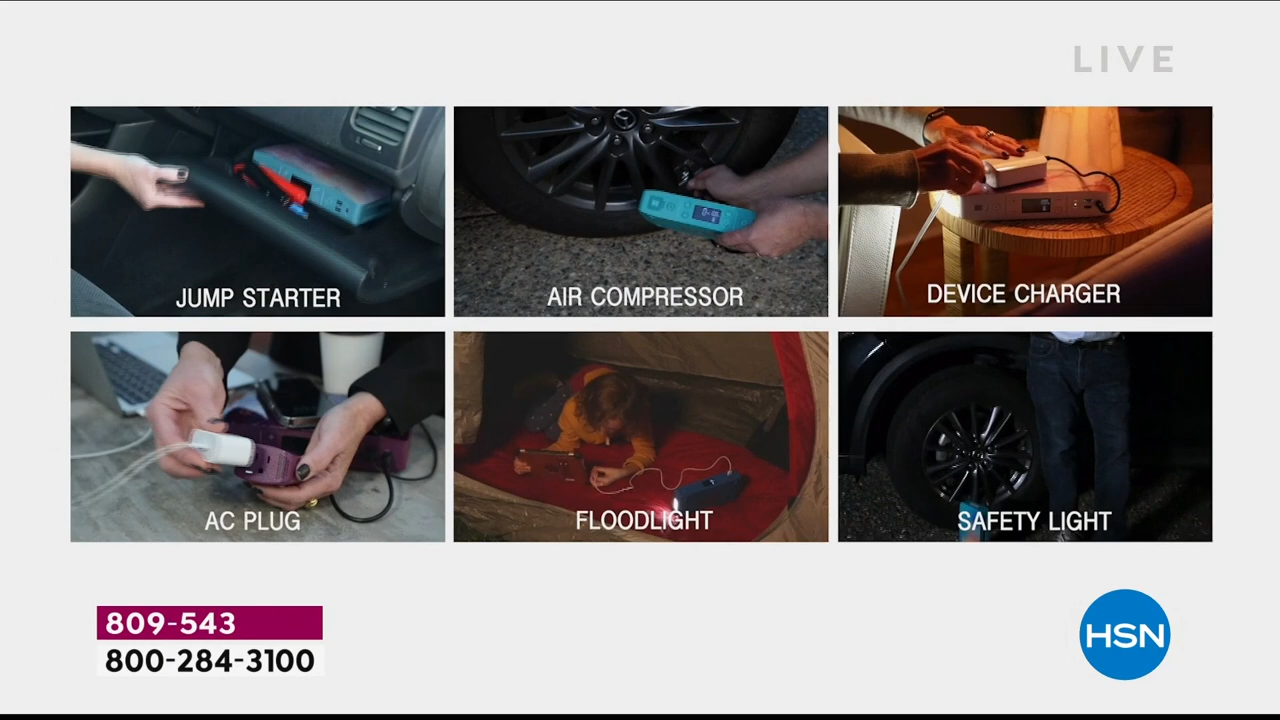 LIVE
JUMP STARTER
AIR COMPRESSOR
DEVICE CHARGER
AC PLUG
FLOODLIGHT
SAFETY LIGHT
809-543
800-284-3100
HSN